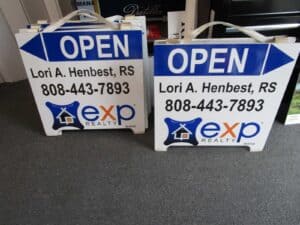 OPEN
Lori A. Henbest, RS
808-443-7893
exp
REALTY
OPEN
Lori A. Henbest, RS
808-443-7893
exp
REALTY